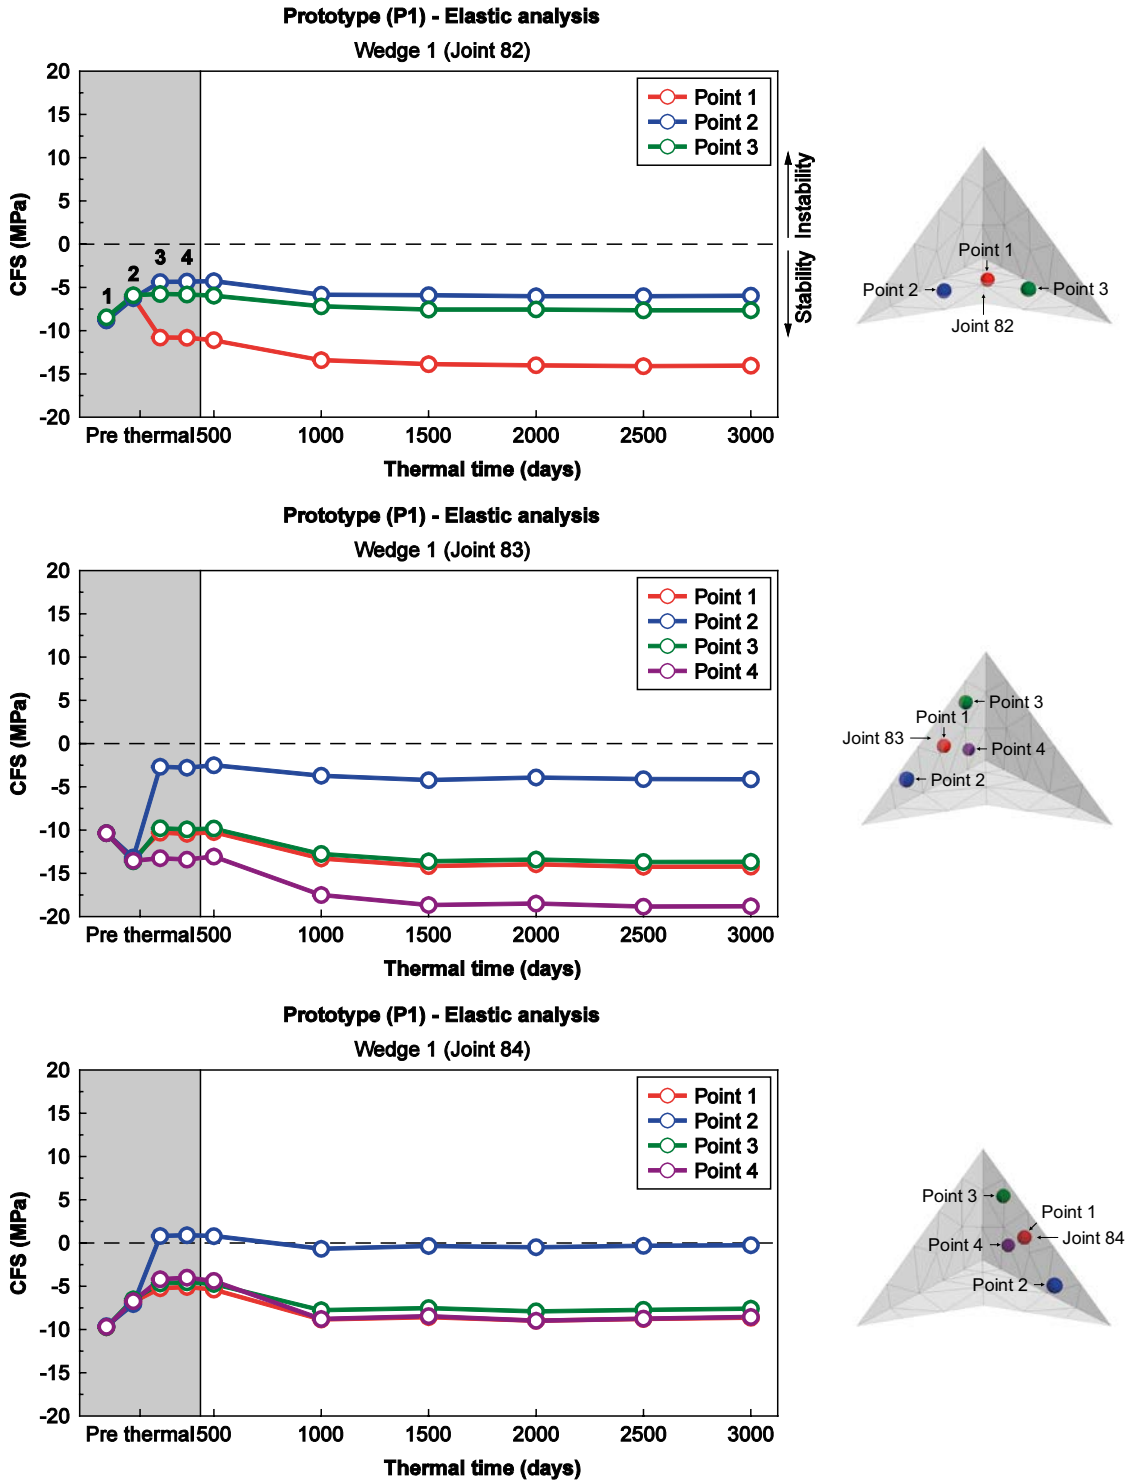 Prototype (P1) - Elastic analysis
Wedge 1 (Joint 82)
20
15
10
5
0
-5
-10
-15
-20
CFS (MPa)
1
2
3
4
Point 1
Point 2
Point 3
Instability
Stability
Pre thermal 500 1000 1500 2000 2500 3000
Thermal time (days)
Point 1
Point 2
Point 3
Joint 82
Prototype (P1) - Elastic analysis
Wedge 1 (Joint 83)
20
15
10
5
0
-5
-10
-15
-20
CFS (MPa)
Point 1
Point 2
Point 3
Point 4
Pre thermal 500 1000 1500 2000 2500 3000
Thermal time (days)
Point 3
Point 1
Joint 83
Point 4
Point 2
Prototype (P1) - Elastic analysis
Wedge 1 (Joint 84)
20
15
10
5
0
-5
-10
-15
-20
CFS (MPa)
Point 1
Point 2
Point 3
Point 4
Pre thermal 500 1000 1500 2000 2500 3000
Thermal time (days)
Point 3
Point 1
Joint 84
Point 4
Point 2